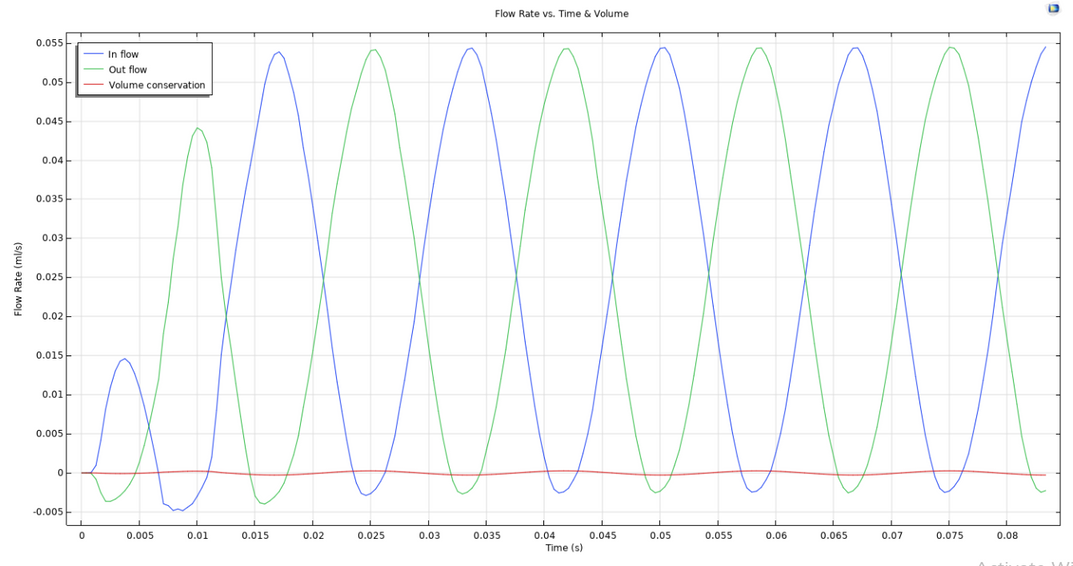 Flow Rate vs. Time & Volume
In flow
Out flow
Volume conservation
Flow Rate (ml/s)
0.055
0.05
0.045
0.04
0.035
0.03
0.025
0.02
0.015
0.01
0.005
0
-0.005
0 0.005 0.01 0.015 0.02 0.025 0.03 0.035 0.04 0.045 0.05 0.055 0.06 0.065 0.07 0.075 0.08
Time (s)